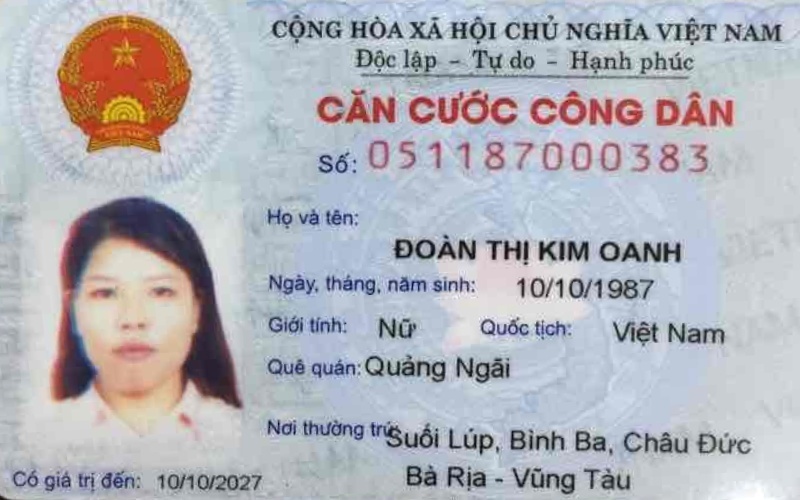 CỘNG HÒA XÃ HỘI CHỦ NGHĨA VIỆT NAM
Độc lập - Tự do - Hạnh phúc
CĂN CƯỚC CÔNG DÂN
Số: 051187000383
Họ và tên:
ĐOÀN THỊ KIM OANH
Ngày, tháng, năm sinh: 10/10/1987
Giới tính: Nữ Quốc tịch: Việt Nam
Quê quán: Quảng Ngãi
Nơi thường trú: Suối Lúp, Bình Ba, Châu Đức
Bà Rịa - Vũng Tàu
Có giá trị đến: 10/10/2027